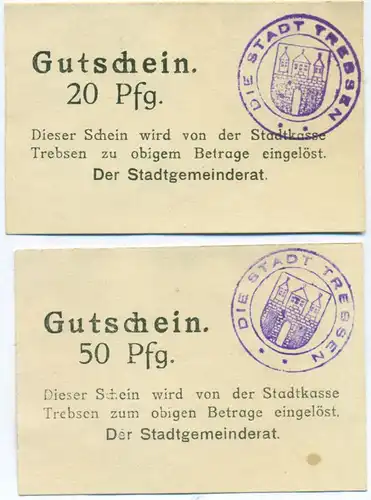 Gutschein.
20 Pfg.
DIE STADT TREBSEN
Dieser Schein wird von der Stadtkasse
Trebsen zu obigem Betrage eingelöst.
Der Stadtgemeinderat.
Gutschein.
50 Pfg.
DIE STADT TREBSEN
Dieser Schein wird von der Stadtkasse
Trebsen zum obigen Betrage eingelöst.
Der Stadtgemeinderat.